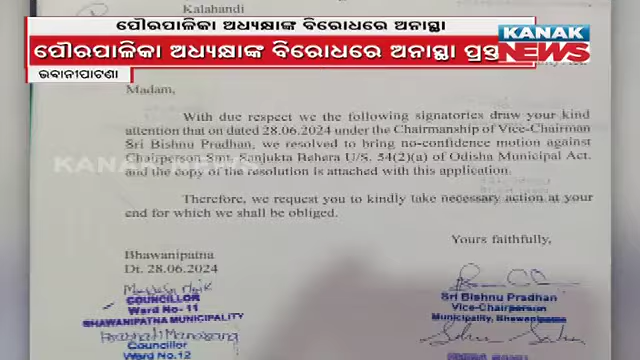 Kalahandi
ପୌରପାଳିକା ଅଧ୍ୟକ୍ଷାଙ୍କ ବିରୋଧରେ ଅନାସ୍ଥା
ପୌରପାଳିକା ଅଧ୍ୟକ୍ଷାଙ୍କ ବିରୋଧରେ ଅନାସ୍ଥା
KANAK
NEWS
ଭବାନୀପାଟଣା
Madam,
With due respect we the following signatories draw your kind
attention that on dated 28.06.2024 under the Chairmanship of Vice-Chairman
Sri Bishnu Pradhan, we resolved to bring no-confidence motion against
Chairperson Smt. Sanjukta Behera U/S. 54(2)(a) of Odisha Municipal Act.
and the copy of the resolution is attached with this application.
KANAK NEWS
Therefore, we request you to kindly take necessary action at your
end for which we shall be obliged.
Yours faithfully,
Bhawanipatna
Dt. 28.06.2024
COUNCILLOR
Ward No- 11
BHAWANIPATNA MUNICIPALITY
Sri Bishnu Pradhan
Vice-Chairperson
Municipality, Bhawanipatna
Councillor
Ward No.12